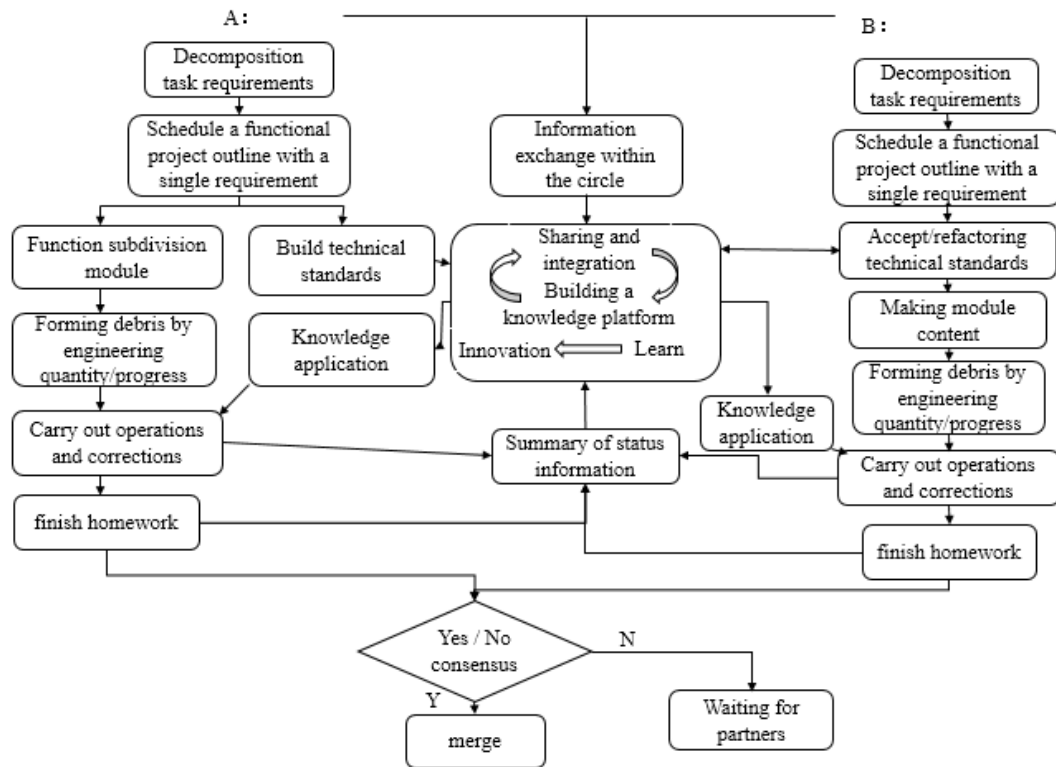 A:
Decomposition
task requirements
Schedule a functional
project outline with a
single requirement
Function subdivision
module
Build technical
standards
Forming debris by
engineering
quantity/progress
Knowledge
application
Carry out operations
and corrections
finish homework
Information
exchange within
the circle
Sharing and
integration
Building a
knowledge platform
Innovation
Learn
Summary of status
information
B:
Decomposition
task requirements
Schedule a functional
project outline with a
single requirement
Accept/refactoring
technical standards
Making module
content
Forming debris by
engineering
quantity/progress
Knowledge
application
Carry out operations
and corrections
finish homework
Yes / No
consensus
N
Y
merge
Waiting for
partners